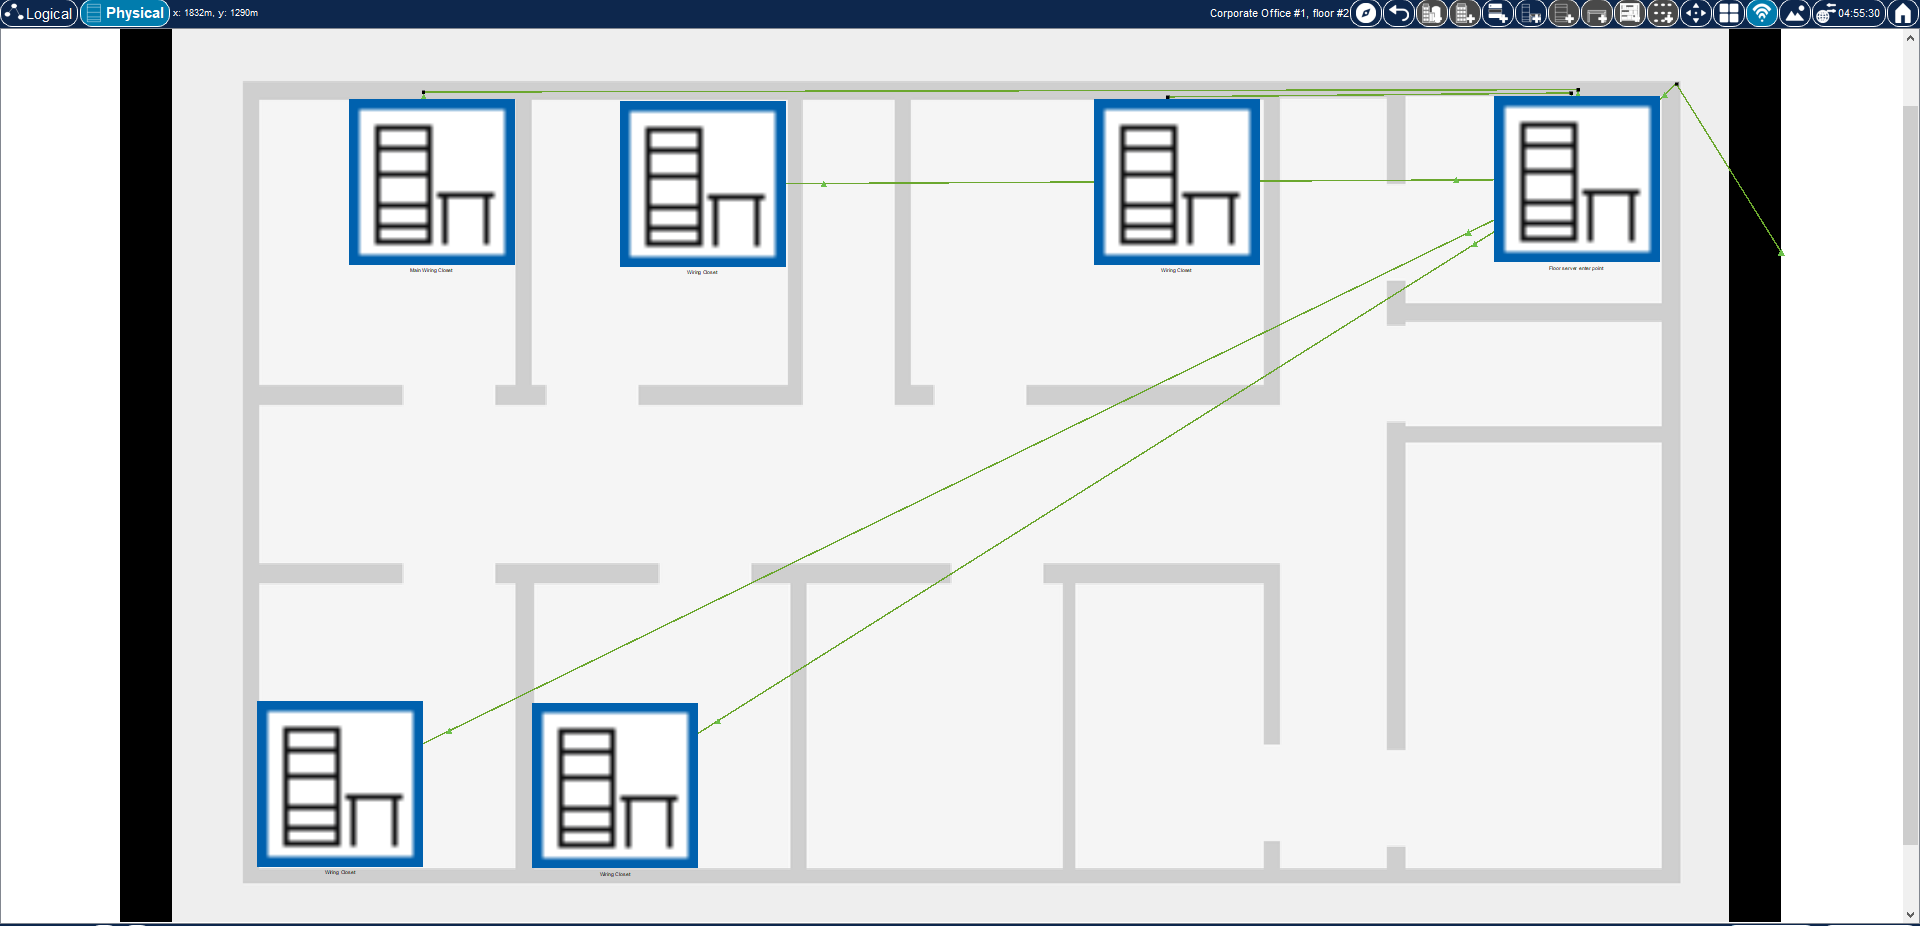 Logical
Physical
x: 1832m, y: 1290m
Corporate Office #1, floor #2
04:55:30
Main Wiring Closet
Wiring Closet
Wiring Closet
Floor server enter point
Wiring Closet
Wiring Closet